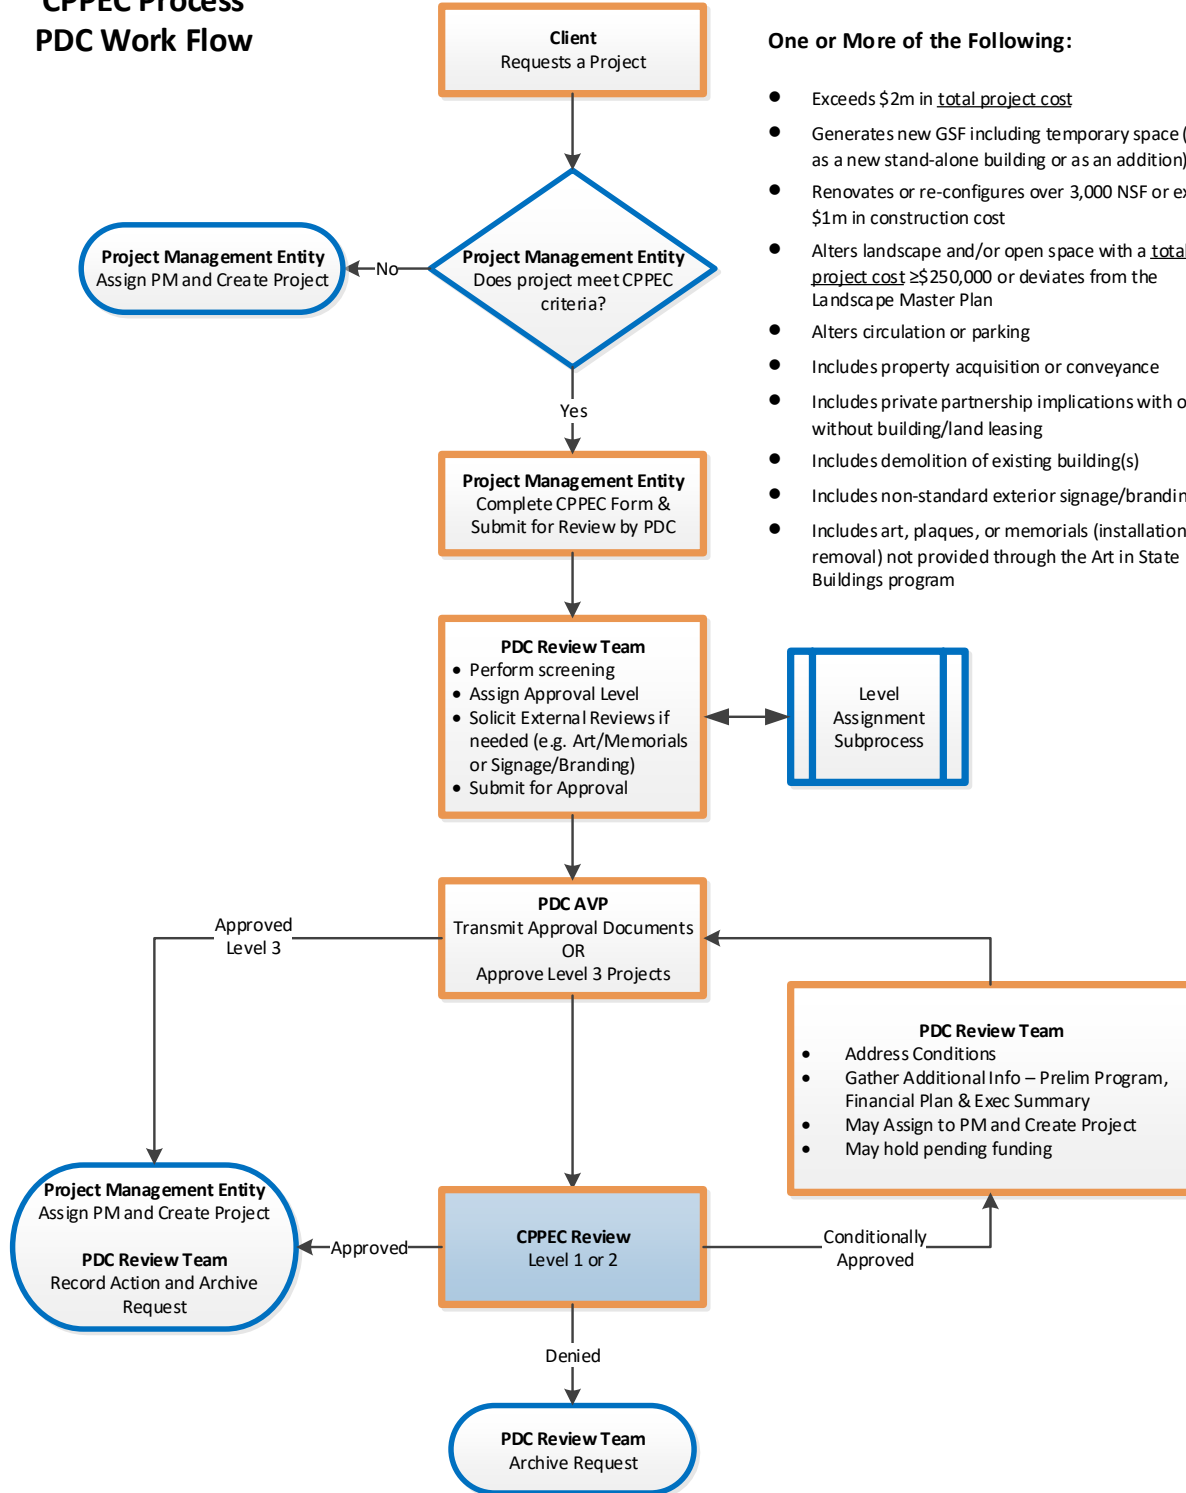 CPPEC Process
PDC Work Flow
Client
Requests a Project
One or More of the Following:
● Exceeds $2m in total project cost
● Generates new GSF including temporary space (
as a new stand-alone building or as an addition)
● Renovates or re-configures over 3,000 NSF or
$1m in construction cost
● Alters landscape and/or open space with a total
project cost ≥$250,000 or deviates from the
Landscape Master Plan
● Alters circulation or parking
● Includes property acquisition or conveyance
● Includes private partnership implications with
without building/land leasing
● Includes demolition of existing building(s)
● Includes non-standard exterior signage/brandin
● Includes art, plaques, or memorials (installation
removal) not provided through the Art in State
Buildings program
Project Management Entity
Does project meet CPPEC
criteria?
No
Project Management Entity
Assign PM and Create Project
Yes
Project Management Entity
Complete CPPEC Form &
Submit for Review by PDC
PDC Review Team
• Perform screening
• Assign Approval Level
• Solicit External Reviews if
needed (e.g. Art/Memorials
or Signage/Branding)
• Submit for Approval
Level
Assignment
Subprocess
PDC AVP
Transmit Approval Documents
OR
Approve Level 3 Projects
Approved
Level 3
PDC Review Team
• Address Conditions
• Gather Additional Info – Prelim Program,
Financial Plan & Exec Summary
• May Assign to PM and Create Project
• May hold pending funding
Project Management Entity
Assign PM and Create Project
PDC Review Team
Record Action and Archive
Request
Approved
CPPEC Review
Level 1 or 2
Conditionally
Approved
Denied
PDC Review Team
Archive Request